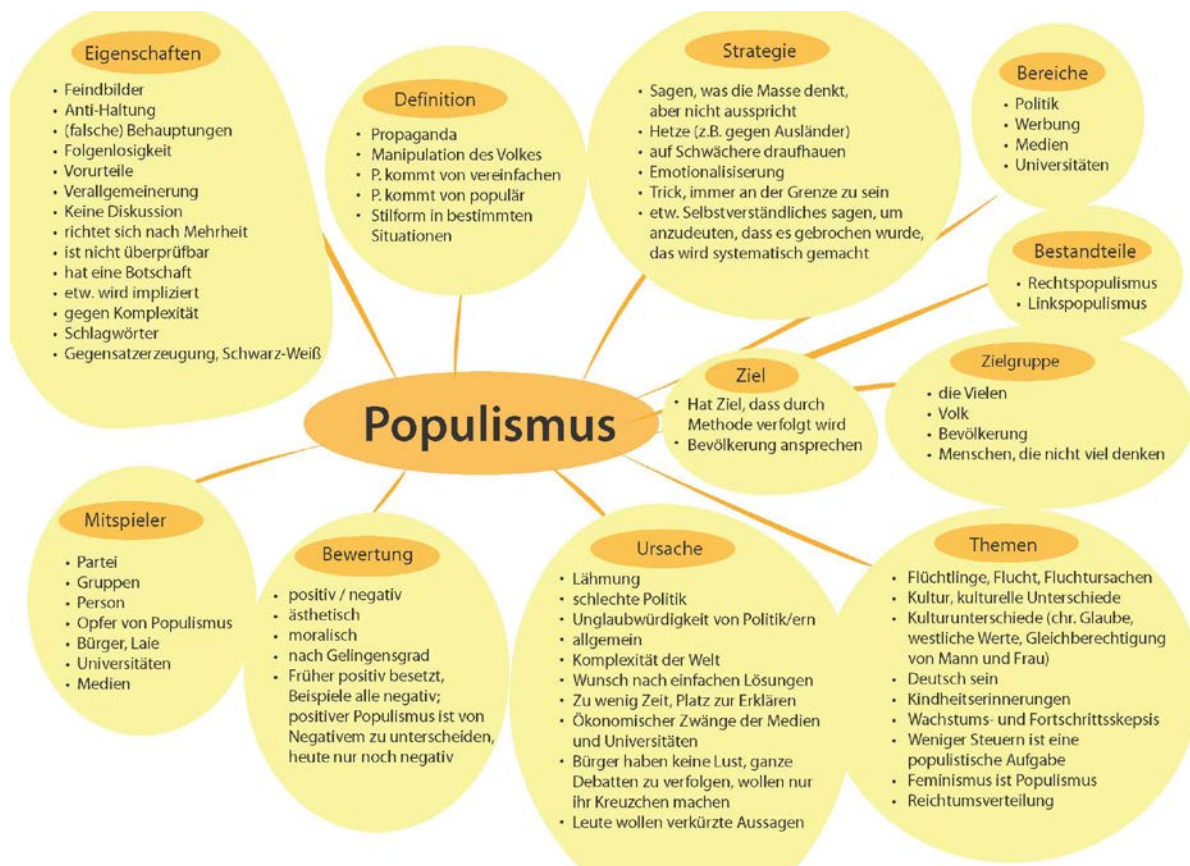 Eigenschaften
• Feindbilder
• Anti-Haltung
• (falsche) Behauptungen
• Folgenlosigkeit
• Vorurteile
• Verallgemeinerung
• Keine Diskussion
• richtet sich nach Mehrheit
• ist nicht überprüfbar
• hat eine Botschaft
• etw. wird impliziert
• gegen Komplexität
• Schlagwörter
• Gegensatzerzeugung, Schwarz-Weiß
Definition
• Propaganda
• Manipulation des Volkes
• P. kommt von vereinfachen
• P. kommt von populär
• Stilform in bestimmten
Situationen
Strategie
• Sagen, was die Masse denkt,
aber nicht ausspricht
• Hetze (z.B. gegen Ausländer)
• auf Schwächere draufhauen
• Emotionalisiserung
• Trick, immer an der Grenze zu sein
• etw. Selbstverständliches sagen, um
anzudeuten, dass es gebrochen wurde,
das wird systematisch gemacht
Bereiche
• Politik
• Werbung
• Medien
• Universitäten
Bestandteile
• Rechtspopulismus
• Linkspopulismus
Populismus
Ziel
• Hat Ziel, dass durch
Methode verfolgt wird
• Bevölkerung ansprechen
Zielgruppe
• die Vielen
• Volk
• Bevölkerung
• Menschen, die nicht viel denken
Mitspieler
• Partei
• Gruppen
• Person
• Opfer von Populismus
• Bürger, Laie
• Universitäten
• Medien
Bewertung
• positiv / negativ
• ästhetisch
• moralisch
• nach Gelingensgrad
• Früher positiv besetzt,
Beispiele alle negativ;
positiver Populismus ist von
Negativem zu unterscheiden,
heute nur noch negativ
Ursache
• Lähmung
• schlechte Politik
• Unglaubwürdigkeit von Politik/ern
• allgemein
• Komplexität der Welt
• Wunsch nach einfachen Lösungen
• Zu wenig Zeit, Platz zur Erklären
• Ökonomischer Zwänge der Medien
und Universitäten
• Bürger haben keine Lust, ganze
Debatten zu verfolgen, wollen nur
ihr Kreuzchen machen
• Leute wollen verkürzte Aussagen
Themen
• Flüchtlinge, Flucht, Fluchtursachen
• Kultur, kulturelle Unterschiede
• Kulturunterschiede (chr. Glaube,
westliche Werte, Gleichberechtigung
von Mann und Frau)
• Deutsch sein
• Kindheitserinnerungen
• Wachstums- und Fortschrittsskepsis
• Weniger Steuern ist eine
populistische Aufgabe
• Feminismus ist Populismus
• Reichtumsverteilung